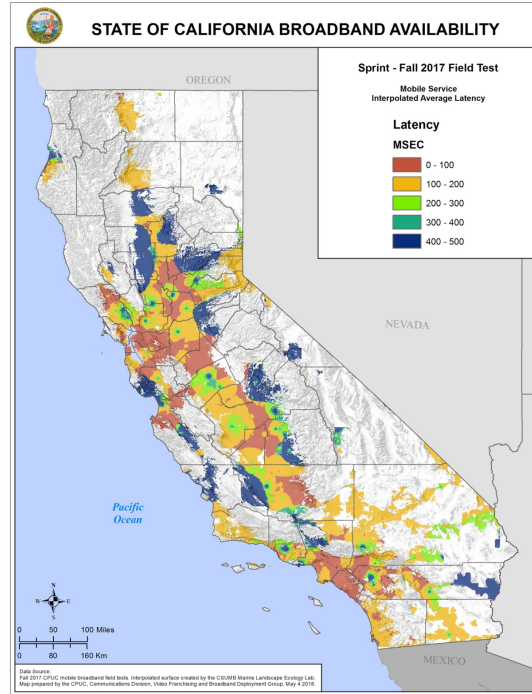 STATE OF CALIFORNIA BROADBAND AVAILABILITY
Sprint - Fall 2017 Field Test
Mobile Service
Interpolated Average Latency
Latency
MSEC
0 - 100
100 - 200
200 - 300
300 - 400
400 - 500
OREGON
NEVADA
Pacific
Ocean
N
W
E
S
0 50 100 Miles
0 80 160 Km
MEXICO
Data Source:
Fall 2017 CPUC mobile broadband field tests. Interpolated surface created by the CSUMB Marine Landscape Ecology Lab.
Map prepared by the CPUC, Communications Division, Video Franchising and Broadband Deployment Group, May 4 2018.